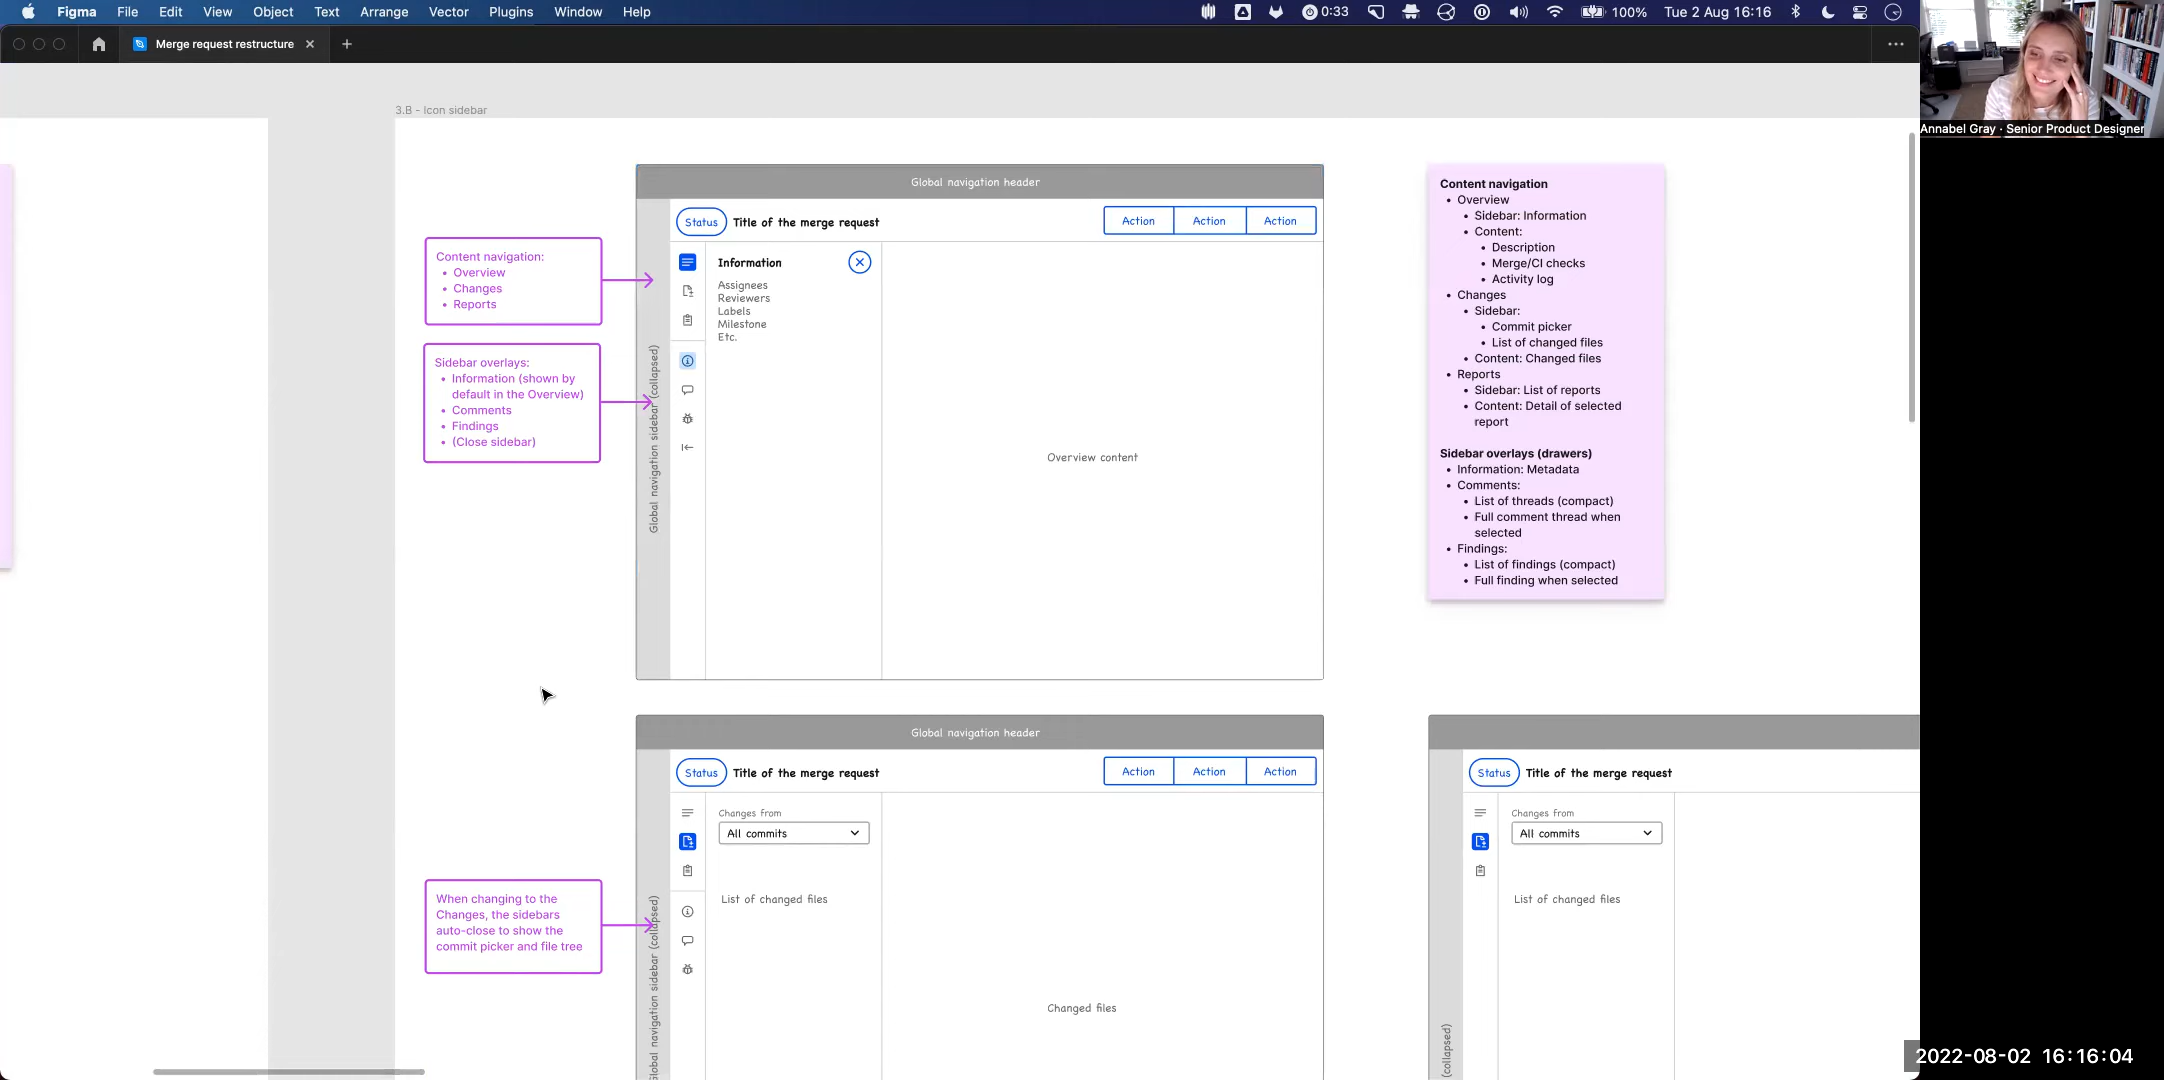 Figma File Edit View Object Text Arrange Vector Plugins Window Help 0:33 100% Tue 2 Aug 16:16
Merge request restructure
Annabel Gray · Senior Product Designer
3.B - Icon sidebar
Content navigation:
• Overview
• Changes
• Reports
Sidebar overlays:
• Information (shown by
default in the Overview)
• Comments
• Findings
• (Close sidebar)
Global navigation header
Status Title of the merge request Action Action Action
Information
Assignees
Reviewers
Labels
Milestone
Etc.
Overview content
Global navigation sidebar (collapsed)
Content navigation
• Overview
• Sidebar: Information
• Content:
• Description
• Merge/CI checks
• Activity log
• Changes
• Sidebar:
• Commit picker
• List of changed files
• Content: Changed files
• Reports
• Sidebar: List of reports
• Content: Detail of selected
report
Sidebar overlays (drawers)
• Information: Metadata
• Comments:
• List of threads (compact)
• Full comment thread when
selected
• Findings:
• List of findings (compact)
• Full finding when selected
When changing to the
Changes, the sidebars
auto-close to show the
commit picker and file tree
Global navigation header
Status Title of the merge request Action Action Action
Changes from
All commits
List of changed files
Changed files
Global navigation sidebar (collapsed)
Status Title of the merge request
Changes from
All commits
List of changed files
(collapsed)
2022-08-02 16:16:04